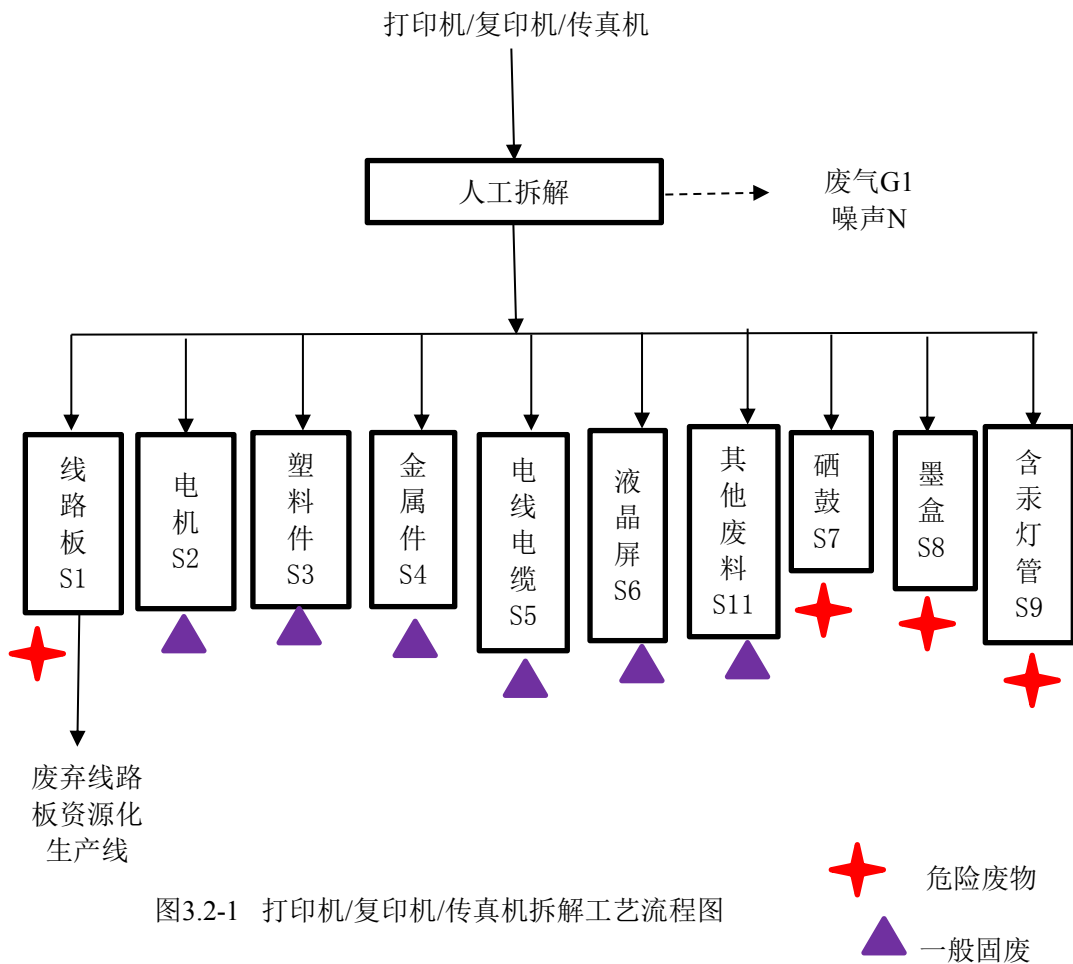 打印机/复印机/传真机
人工拆解
废气G1
噪声N
线路板S1
电机S2
塑料件S3
金属件S4
电线电缆S5
液晶屏S6
其他废料S11
硒鼓S7
墨盒S8
含汞灯管S9
废弃线路
板资源化
生产线
危险废物
图3.2-1 打印机/复印机/传真机拆解工艺流程图
一般固废